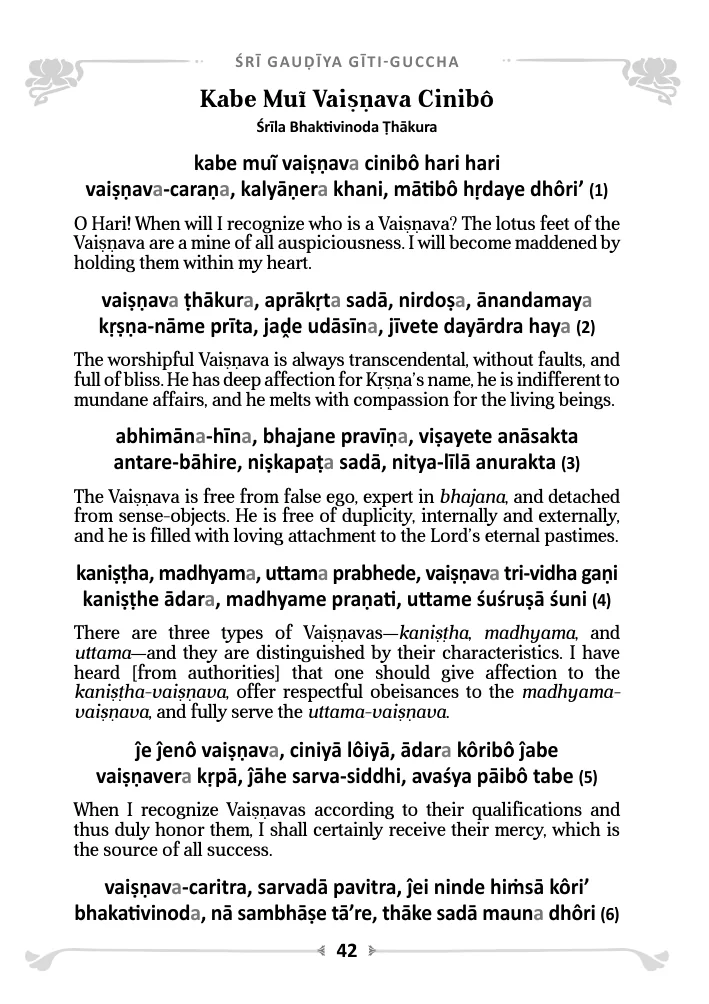 ŚRĪ GAUḌĪYA GĪTI-GUCCHA
Kabe Muĩ Vaiṣṇava Cinibô
Śrīla Bhaktivinoda Ṭhākura
kabe muĩ vaiṣṇava cinibô hari hari
vaiṣṇava-caraṇa, kalyāṇera khani, mātibô hṛdaye dhôri’ (1)
O Hari! When will I recognize who is a Vaiṣṇava? The lotus feet of the
Vaiṣṇava are a mine of all auspiciousness. I will become maddened by
holding them within my heart.
vaiṣṇava ṭhākura, aprākṛta sadā, nirdoṣa, ānandamaya
kṛṣṇa-nāme prīta, jaḓe udāsīna, jīvete dayārdra haya (2)
The worshipful Vaiṣṇava is always transcendental, without faults, and
full of bliss. He has deep affection for Kṛṣṇa’s name, he is indifferent to
mundane affairs, and he melts with compassion for the living beings.
abhimāna-hīna, bhajane pravīṇa, viṣayete anāsakta
antare-bāhire, niṣkapaṭa sadā, nitya-līlā anurakta (3)
The Vaiṣṇava is free from false ego, expert in bhajana, and detached
from sense-objects. He is free of duplicity, internally and externally,
and he is filled with loving attachment to the Lord’s eternal pastimes.
kaniṣṭha, madhyama, uttama prabhede, vaiṣṇava tri-vidha gaṇi
kaniṣṭhe ādara, madhyame praṇati, uttame śuśruṣā śuni (4)
There are three types of Vaiṣṇavas—kaniṣṭha, madhyama, and
uttama—and they are distinguished by their characteristics. I have
heard [from authorities] that one should give affection to the
kaniṣṭha-vaiṣṇava, offer respectful obeisances to the madhyama-
vaiṣṇava, and fully serve the uttama-vaiṣṇava.
ĵe ĵenô vaiṣṇava, ciniyā lôiyā, ādara kôribô ĵabe
vaiṣṇavera kṛpā, ĵāhe sarva-siddhi, avaśya pāibô tabe (5)
When I recognize Vaiṣṇavas according to their qualifications and
thus duly honor them, I shall certainly receive their mercy, which is
the source of all success.
vaiṣṇava-caritra, sarvadā pavitra, ĵei ninde hiṁsā kôri’
bhakativinoda, nā sambhāṣe tā’re, thāke sadā mauna dhôri (6)
42